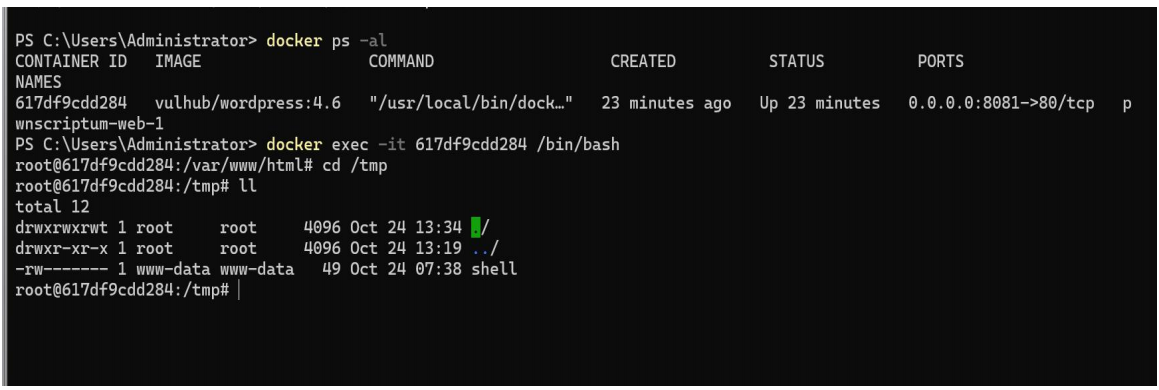 PS C:\Users\Administrator> docker ps -al
CONTAINER ID   IMAGE                  COMMAND                  CREATED          STATUS          PORTS
NAMES
617df9cdd284   vulhub/wordpress:4.6   "/usr/local/bin/dock…"   23 minutes ago   Up 23 minutes   0.0.0.0:8081->80/tcp   p
wnscriptum-web-1
PS C:\Users\Administrator> docker exec -it 617df9cdd284 /bin/bash
root@617df9cdd284:/var/www/html# cd /tmp
root@617df9cdd284:/tmp# ll
total 12
drwxrwxrwt 1 root     root     4096 Oct 24 13:34 ./
drwxr-xr-x 1 root     root     4096 Oct 24 13:19 ../
-rw------- 1 www-data www-data   49 Oct 24 07:38 shell
root@617df9cdd284:/tmp#